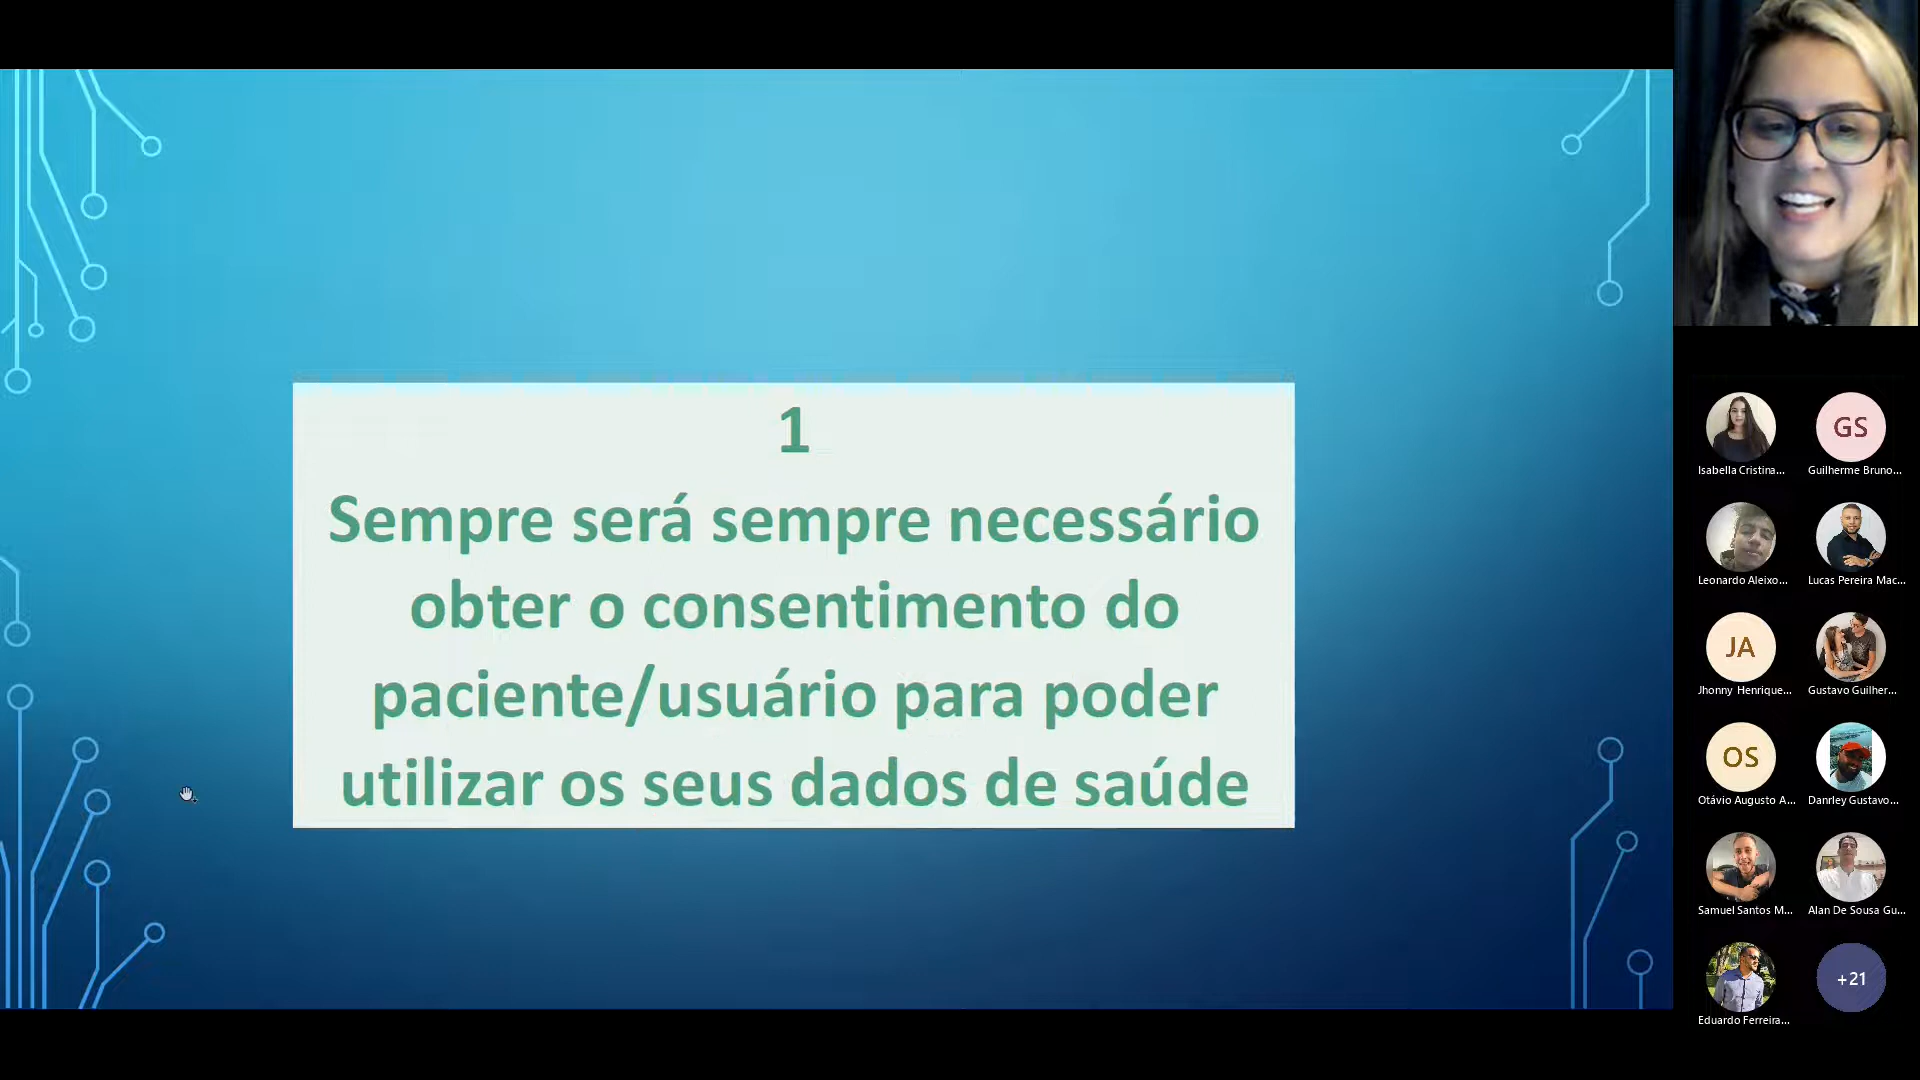 1
Sempre será sempre necessário
obter o consentimento do
paciente/usuário para poder
utilizar os seus dados de saúde
Isabella Cristina...
GS
Guilherme Bruno...
Leonardo Aleixo...
Lucas Pereira Mac...
JA
Jhonny Henrique...
Gustavo Guilher...
OS
Otávio Augusto A...
Danrley Gustavo...
Samuel Santos M...
Alan De Sousa Gu...
Eduardo Ferreira...
+21